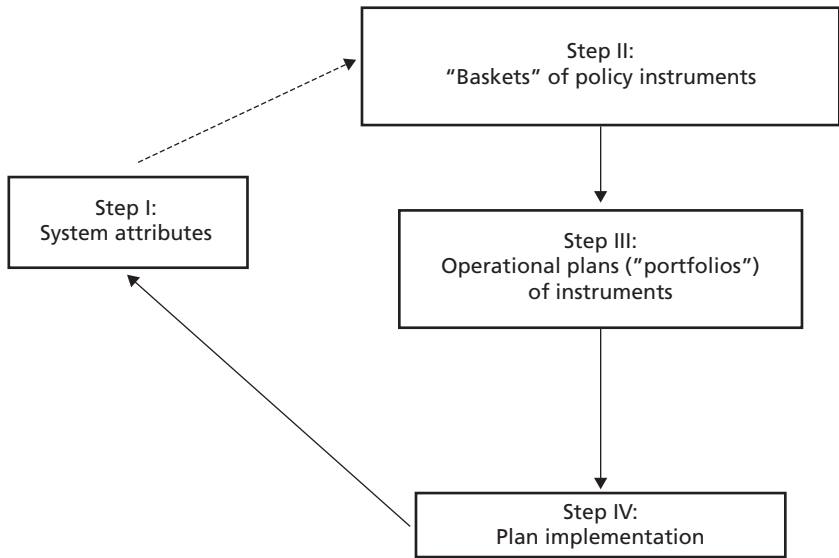 Step I:
System attributes
Step II:
“Baskets” of policy instruments
Step III:
Operational plans (”portfolios”)
of instruments
Step IV:
Plan implementation